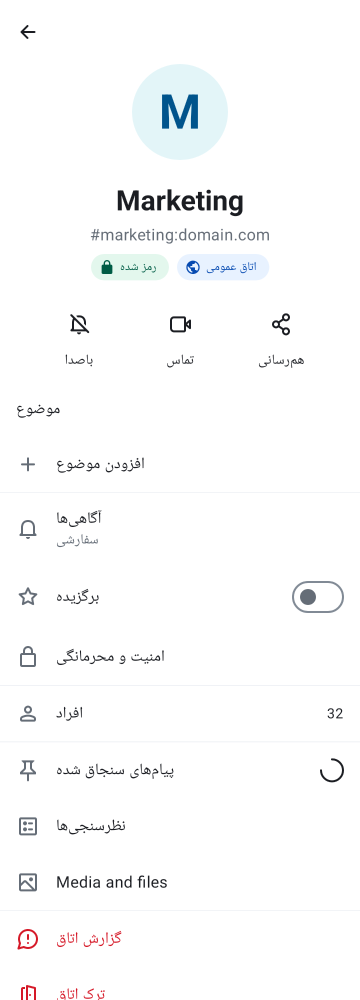 M
Marketing
#marketing:domain.com
رمز شده
اتاق عمومی
باصدا
تماس
هم‌رسانی
موضوع
افزودن موضوع
آگاهی‌ها
سفارشی
برگزیده
امنیت و محرمانگی
افراد
32
پیام‌های سنجاق شده
نظرسنجی‌ها
Media and files
گزارش اتاق
ترک اتاق